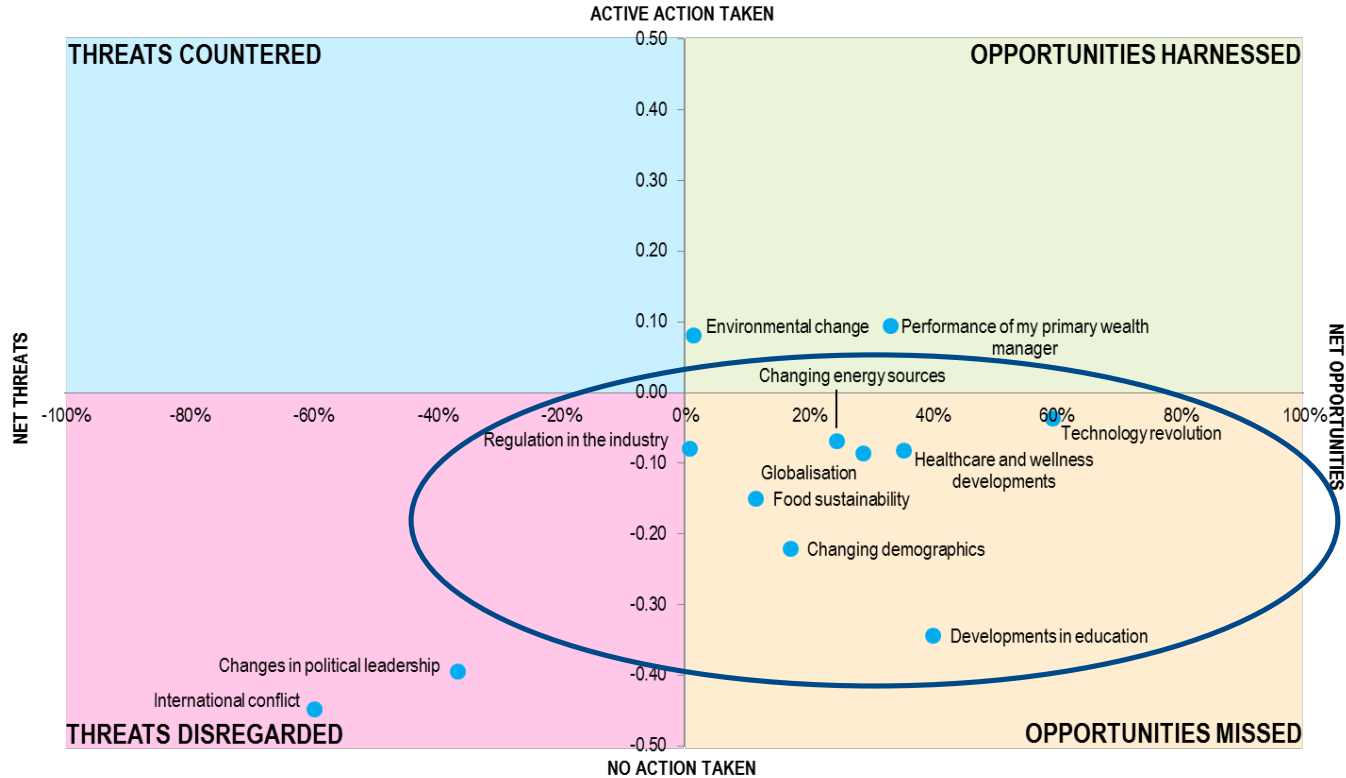 ACTIVE ACTION TAKEN
THREATS COUNTERED
0.50
OPPORTUNITIES HARNESSED
0.40
0.30
0.20
0.10
Environmental change
Performance of my primary wealth
manager
NET THREATS
NET OPPORTUNITIES
Changing energy sources
0.00
-100%
-80%
-60%
-40%
-20%
0%
20%
40%
60%
80%
100%
Technology revolution
Regulation in the industry
-0.10
Globalisation
Healthcare and wellness
developments
Food sustainability
-0.20
Changing demographics
-0.30
Developments in education
Changes in political leadership
-0.40
International conflict
THREATS DISREGARDED
-0.50
OPPORTUNITIES MISSED
NO ACTION TAKEN